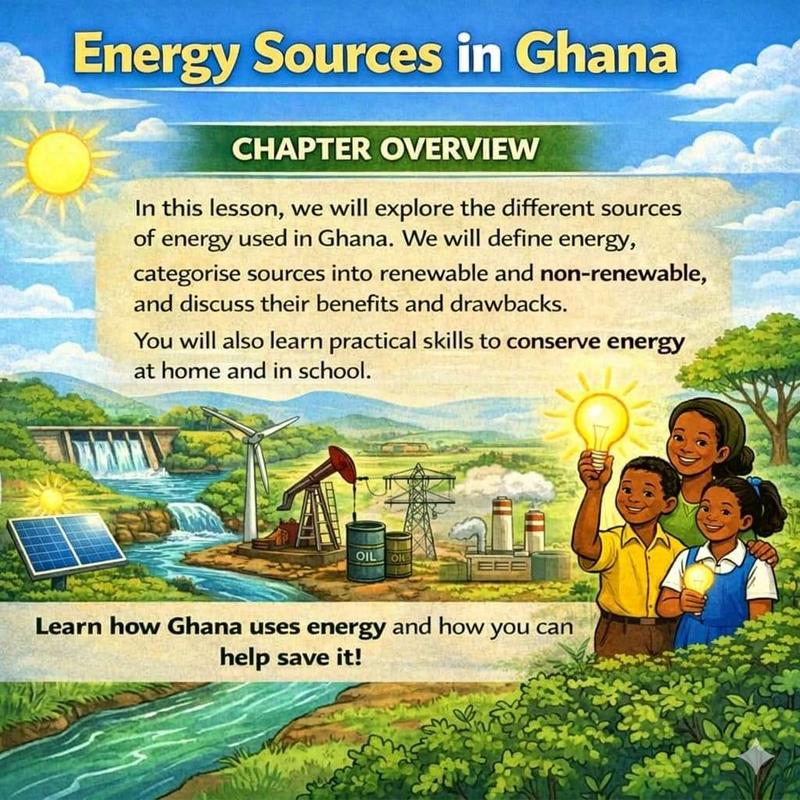 Energy Sources in Ghana
CHAPTER OVERVIEW
In this lesson, we will explore the different sources
of energy used in Ghana. We will define energy,
categorise sources into renewable and non-renewable,
and discuss their benefits and drawbacks.
You will also learn practical skills to conserve energy
at home and in school.
OIL
OIL
Learn how Ghana uses energy and how you can
help save it!